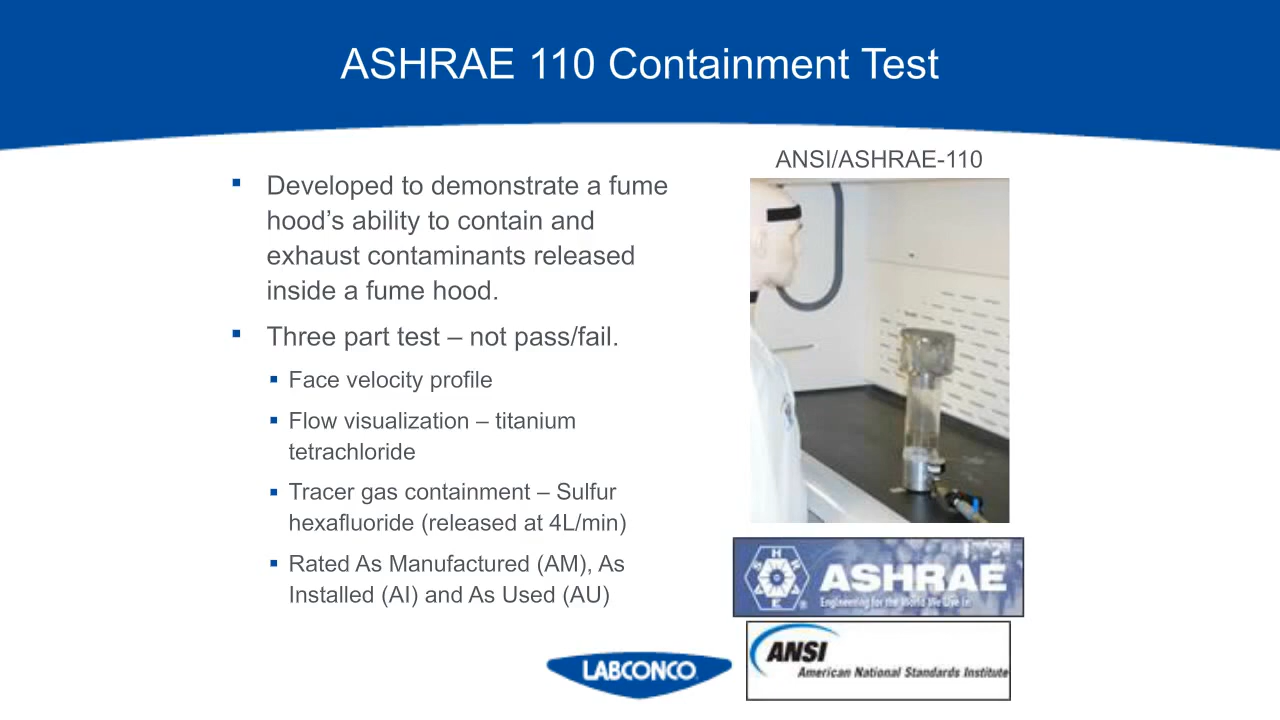 ASHRAE 110 Containment Test
ANSI/ASHRAE-110
▪ Developed to demonstrate a fume
hood’s ability to contain and
exhaust contaminants released
inside a fume hood.
▪ Three part test – not pass/fail.
▪ Face velocity profile
▪ Flow visualization – titanium
tetrachloride
▪ Tracer gas containment – Sulfur
hexafluoride (released at 4L/min)
▪ Rated As Manufactured (AM), As
Installed (AI) and As Used (AU)
ASHRAE
Engineering for the World We Live In
LABCONCO
ANSI
American National Standards Institute